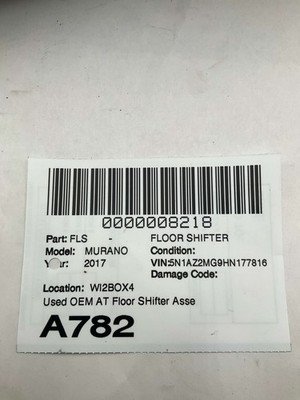 0000008218
Part: FLS - FLOOR SHIFTER
Model: MURANO Condition:
Year: 2017 VIN:5N1AZ2MG9HN177816
Damage Code:
Location: WI2BOX4
Used OEM AT Floor SHifter Asse
A782